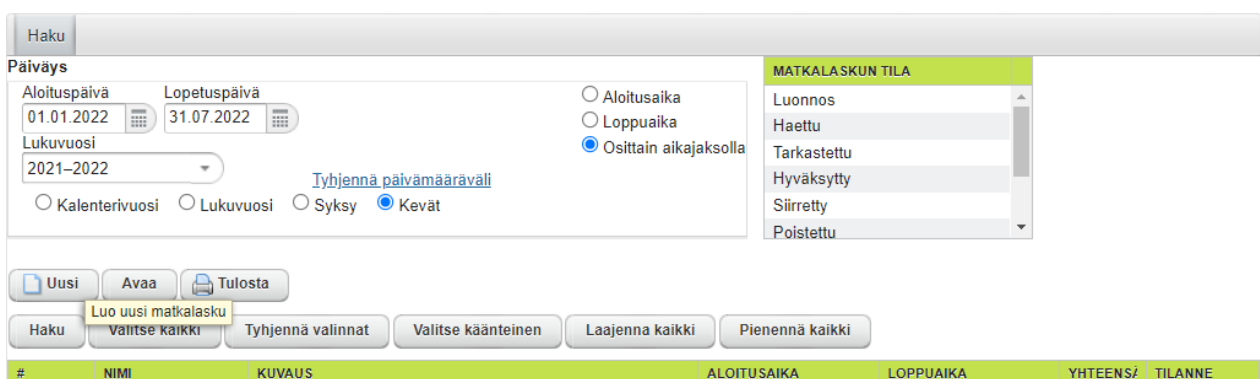 Haku
Päiväys
Aloituspäivä Lopetuspäivä
01.01.2022 31.07.2022
Lukuvuosi
2021–2022
Tyhjennä päivämääräväli
Kalenterivuosi Lukuvuosi Syksy Kevät
Aloitusaika
Loppuaika
Osittain aikajaksolla
MATKALASKUN TILA
Luonnos
Haettu
Tarkastettu
Hyväksytty
Siirretty
Poistettu
Uusi Avaa Tulosta
Luo uusi matkalasku
Haku Valitse kaikki Tyhjennä valinnat Valitse käänteinen Laajenna kaikki Pienennä kaikki
# NIMI KUVAUS ALOITUSAIKA LOPPUAIKA YHTEENSÄ TILANNE